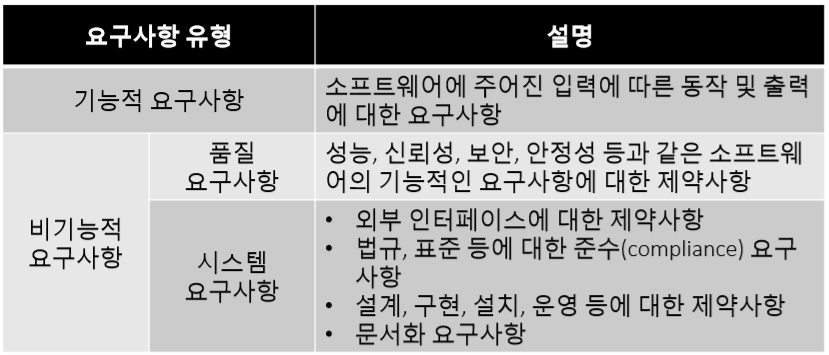 요구사항 유형
설명
기능적 요구사항
소프트웨어에 주어진 입력에 따른 동작 및 출력
에 대한 요구사항
비기능적
요구사항
품질
요구사항
성능, 신뢰성, 보안, 안정성 등과 같은 소프트웨
어의 기능적인 요구사항에 대한 제약사항
시스템
요구사항
• 외부 인터페이스에 대한 제약사항
• 법규, 표준 등에 대한 준수(compliance) 요구
사항
• 설계, 구현, 설치, 운영 등에 대한 제약사항
• 문서화 요구사항